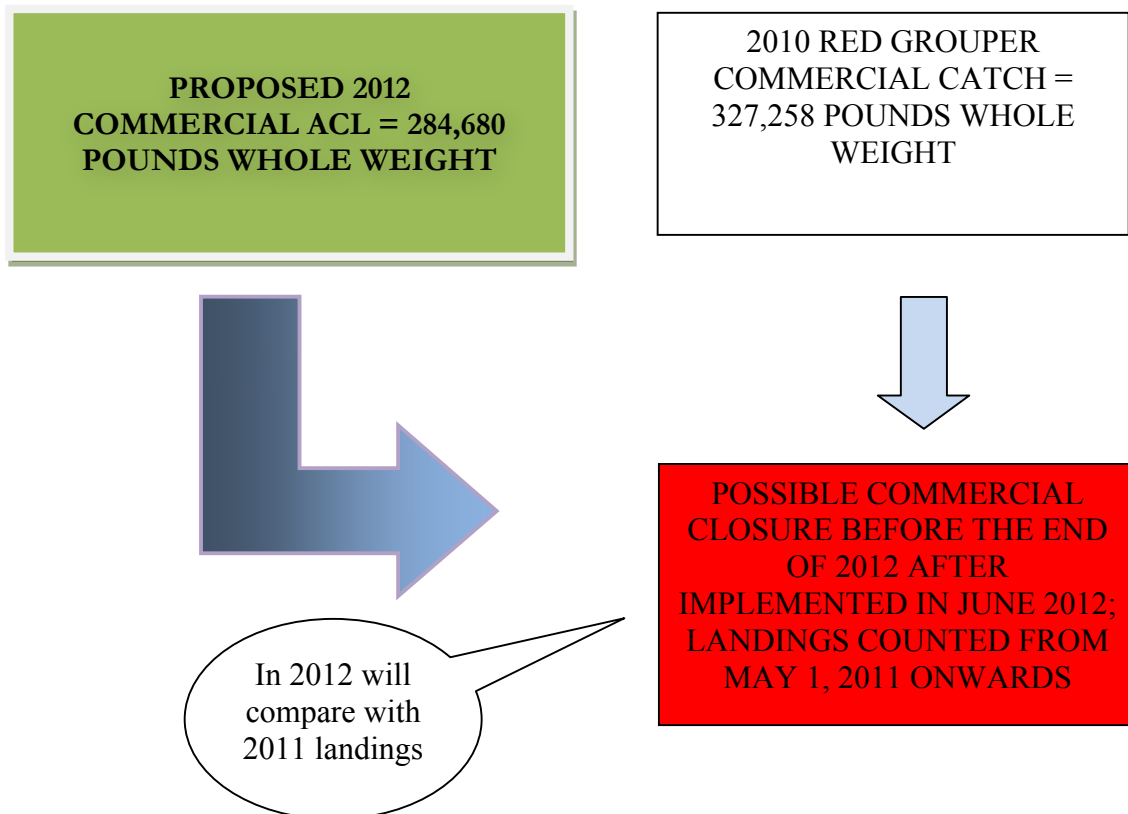 PROPOSED 2012
COMMERCIAL ACL = 284,680
POUNDS WHOLE WEIGHT
2010 RED GROUPER
COMMERCIAL CATCH =
327,258 POUNDS WHOLE
WEIGHT
POSSIBLE COMMERCIAL
CLOSURE BEFORE THE END
OF 2012 AFTER
IMPLEMENTED IN JUNE 2012;
LANDINGS COUNTED FROM
MAY 1, 2011 ONWARDS
In 2012 will
compare with
2011 landings